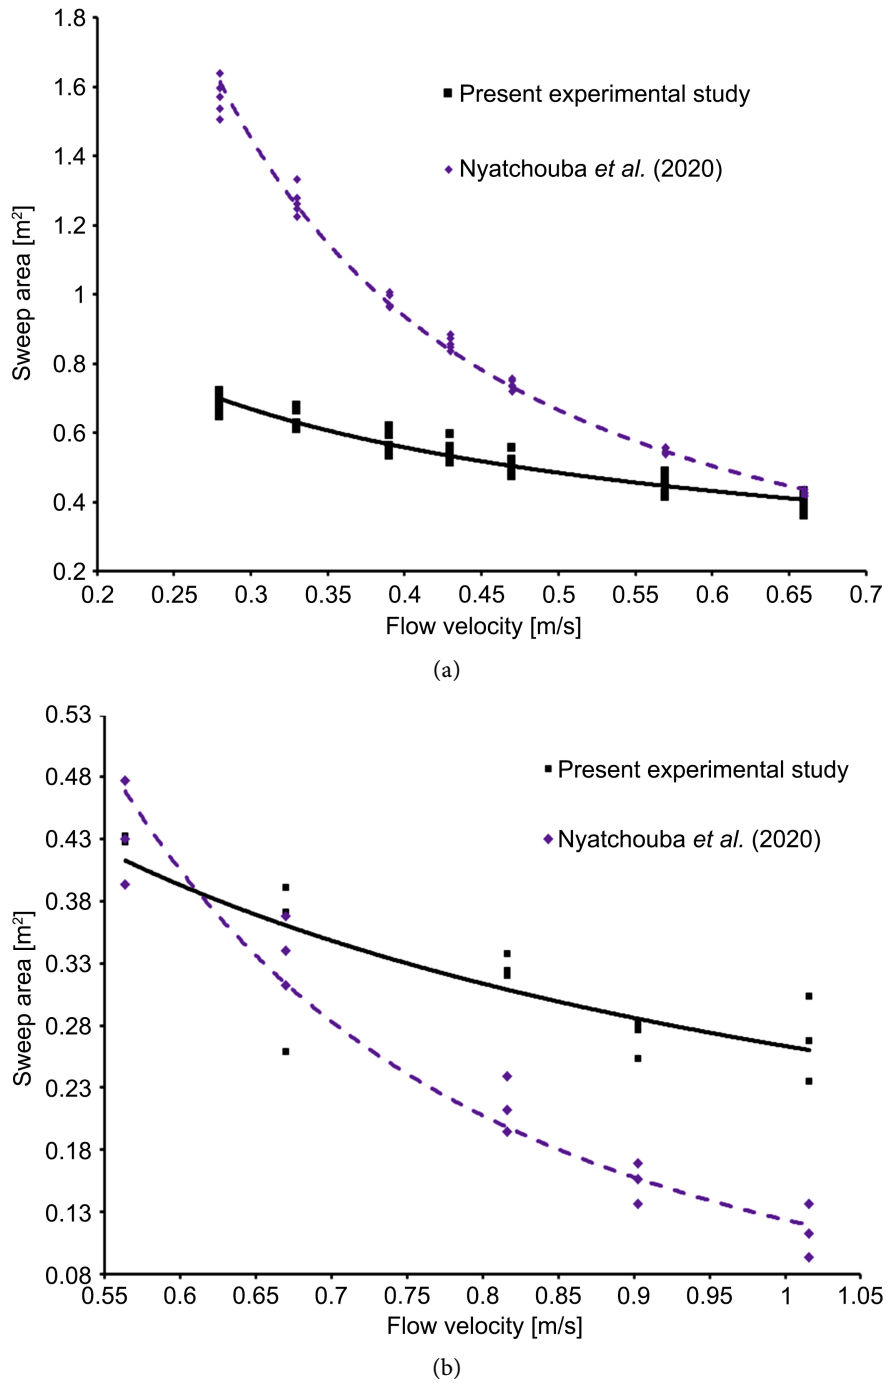 1.8
1.6
1.4
1.2
1
0.8
0.6
0.4
0.2
Sweep area [m²]
Present experimental study
Nyatchouba et al. (2020)
0.2 0.25 0.3 0.35 0.4 0.45 0.5 0.55 0.6 0.65 0.7
Flow velocity [m/s]
(a)
0.53
0.48
0.43
0.38
0.33
0.28
0.23
0.18
0.13
0.08
Sweep area [m²]
Present experimental study
Nyatchouba et al. (2020)
0.55 0.6 0.65 0.7 0.75 0.8 0.85 0.9 0.95 1 1.05
Flow velocity [m/s]
(b)